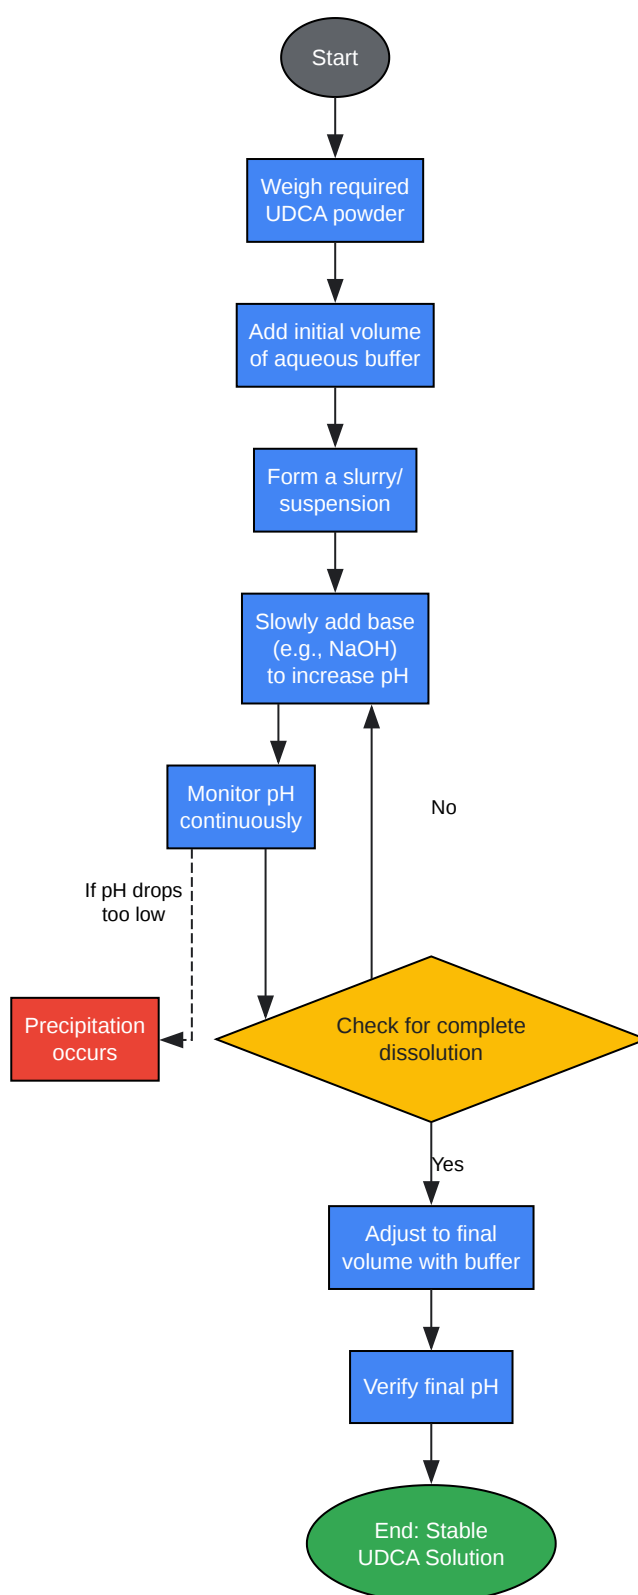 Start
Weigh required
UDCA powder
Add initial volume
of aqueous buffer
Form a slurry/
suspension
Slowly add base
(e.g., NaOH)
to increase pH
Monitor pH
continuously
No
If pH drops
too low
Precipitation
occurs
Check for complete
dissolution
Yes
Adjust to final
volume with buffer
Verify final pH
End: Stable
UDCA Solution